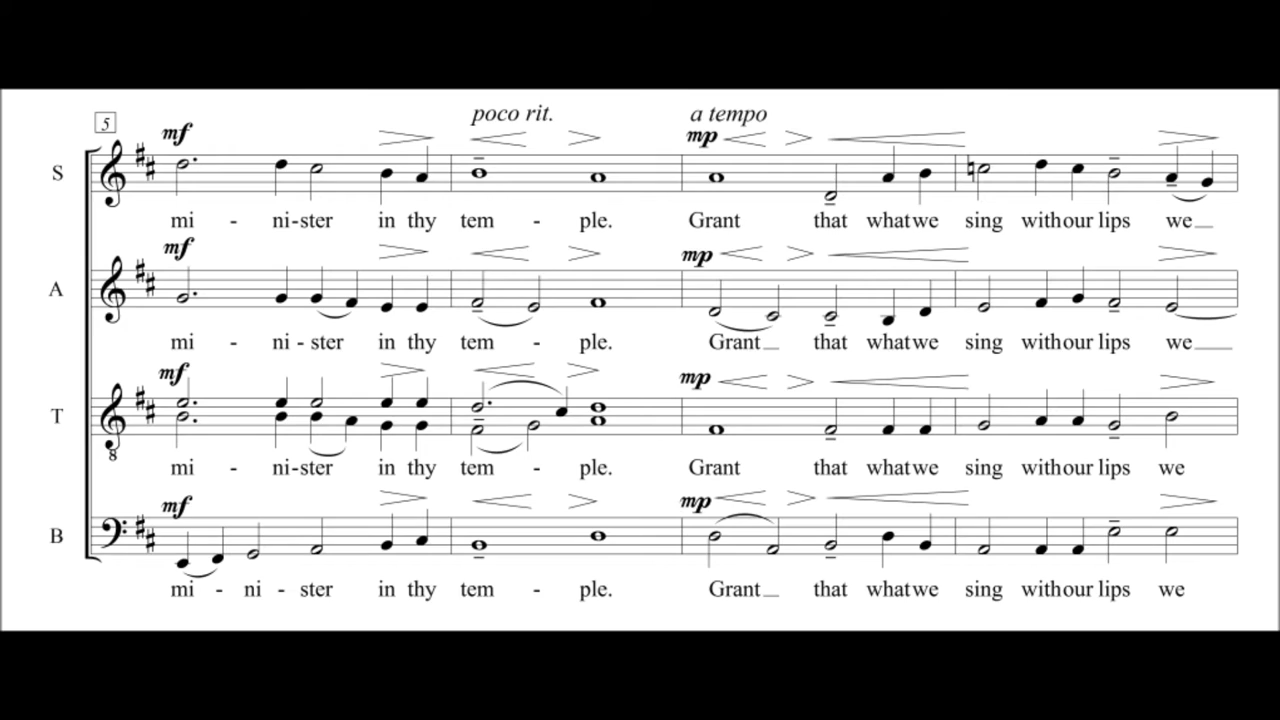 poco rit. a tempo
5 mf mp
S
mi - ni-ster in thy tem - ple. Grant that what we sing with our lips we
mf mp
A
mi - ni - ster in thy tem - ple. Grant that what we sing with our lips we
mf mp
T
8
mi - ni-ster in thy tem - ple. Grant that what we sing with our lips we
mf mp
B
mi - ni - ster in thy tem - ple. Grant that what we sing with our lips we